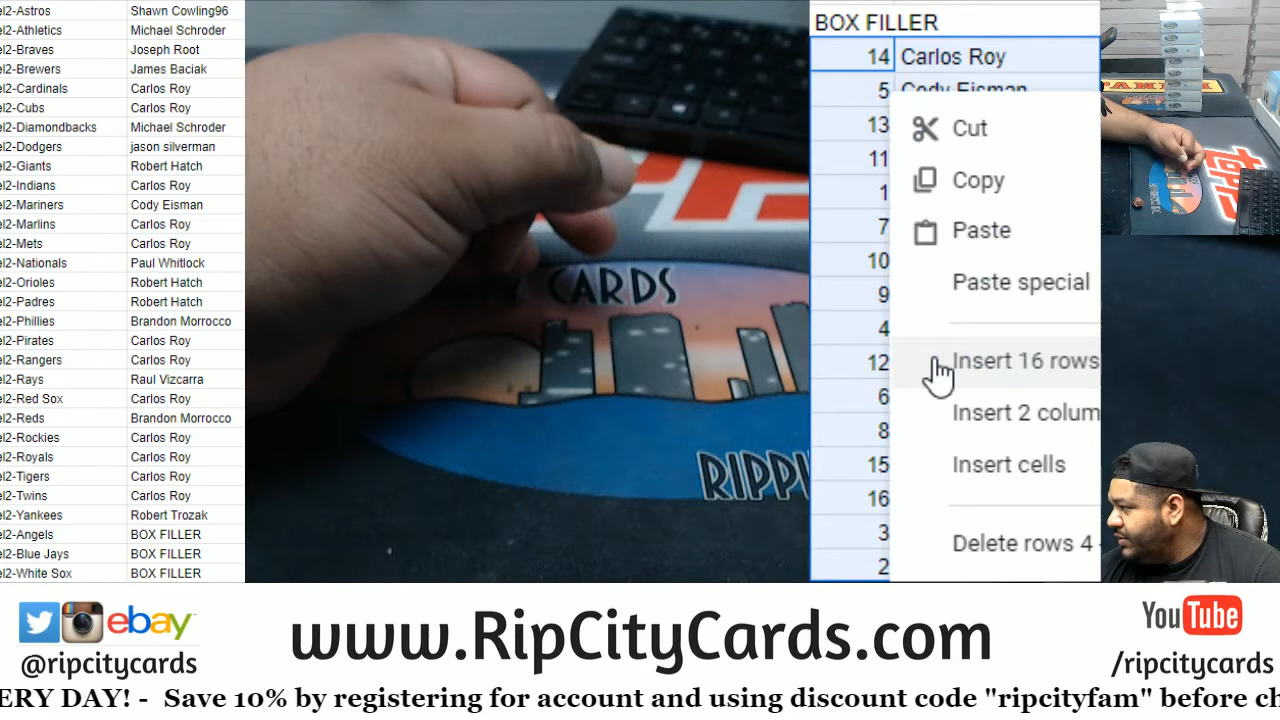 el2-Astros Shawn Cowling96
el2-Athletics Michael Schroder
el2-Braves Joseph Root
el2-Brewers James Baciak
el2-Cardinals Carlos Roy
el2-Cubs Carlos Roy
el2-Diamondbacks Michael Schroder
el2-Dodgers jason silverman
el2-Giants Robert Hatch
el2-Indians Carlos Roy
el2-Mariners Cody Eisman
el2-Marlins Carlos Roy
el2-Mets Carlos Roy
el2-Nationals Paul Whitlock
el2-Orioles Robert Hatch
el2-Padres Robert Hatch
el2-Phillies Brandon Morrocco
el2-Pirates Carlos Roy
el2-Rangers Carlos Roy
el2-Rays Raul Vizcarra
el2-Red Sox Carlos Roy
el2-Reds Brandon Morrocco
el2-Rockies Carlos Roy
el2-Royals Carlos Roy
el2-Tigers Carlos Roy
el2-Twins Carlos Roy
el2-Yankees Robert Trozak
el2-Angels BOX FILLER
el2-Blue Jays BOX FILLER
el2-White Sox BOX FILLER
CARDS
RIPPI
BOX FILLER
14 Carlos Roy
5 Cody Eisman
13
11
1
7
10
9
4
12
6
8
15
16
3
2
Cut
Copy
Paste
Paste special
Insert 16 rows
Insert 2 colum
Insert cells
Delete rows 4
ebay
@ripcitycards
www.RipCityCards.com
YouTube
/ripcitycards
ERY DAY! - Save 10% by registering for account and using discount code "ripcityfam" before ch